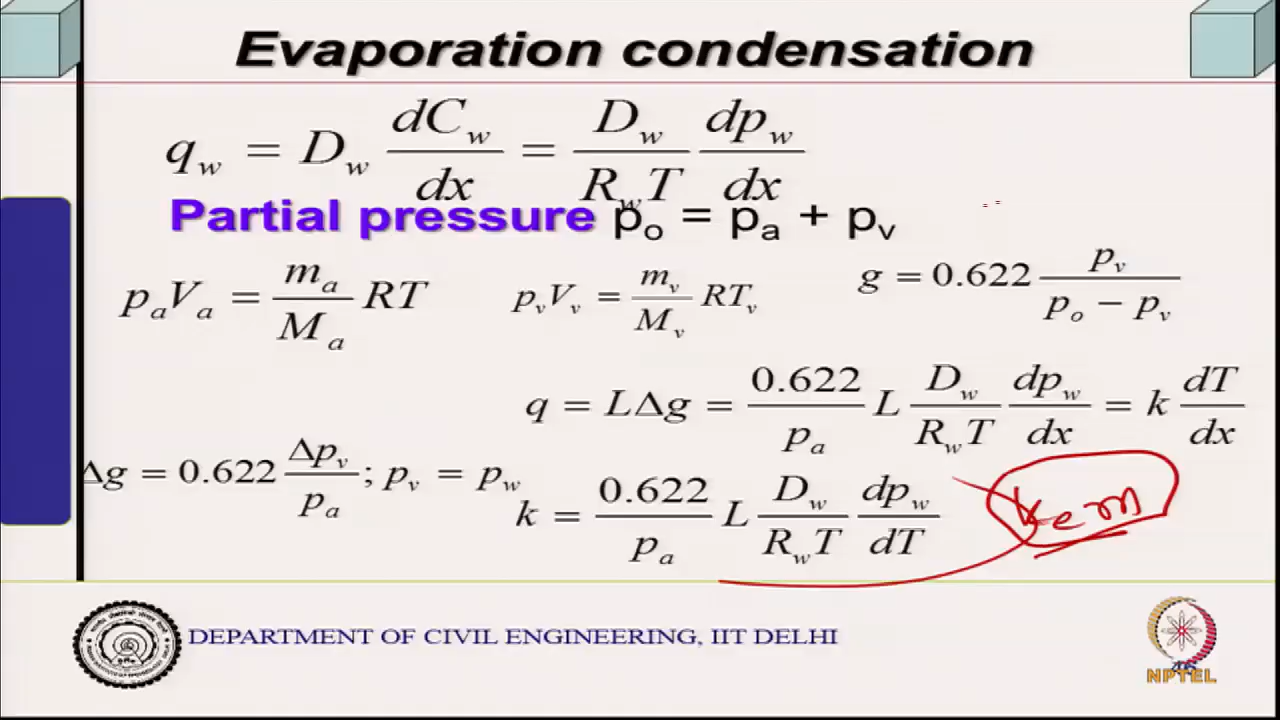 Evaporation condensation
q_w = D_w dC_w/dx = D_w/(R_w T) dp_w/dx
Partial pressure p_o = p_a + p_v
p_a V_a = m_a/M_a RT
p_v V_v = m_v/M_v RT_v
g = 0.622 p_v/(p_o − p_v)
q = LΔg = 0.622/p_a L D_w/(R_w T) dp_w/dx = k dT/dx
Δg = 0.622 Δp_v/p_a ; p_v = p_w
k = 0.622/p_a L D_w/(R_w T) dp_w/dT
DEPARTMENT OF CIVIL ENGINEERING, IIT DELHI
NPTEL